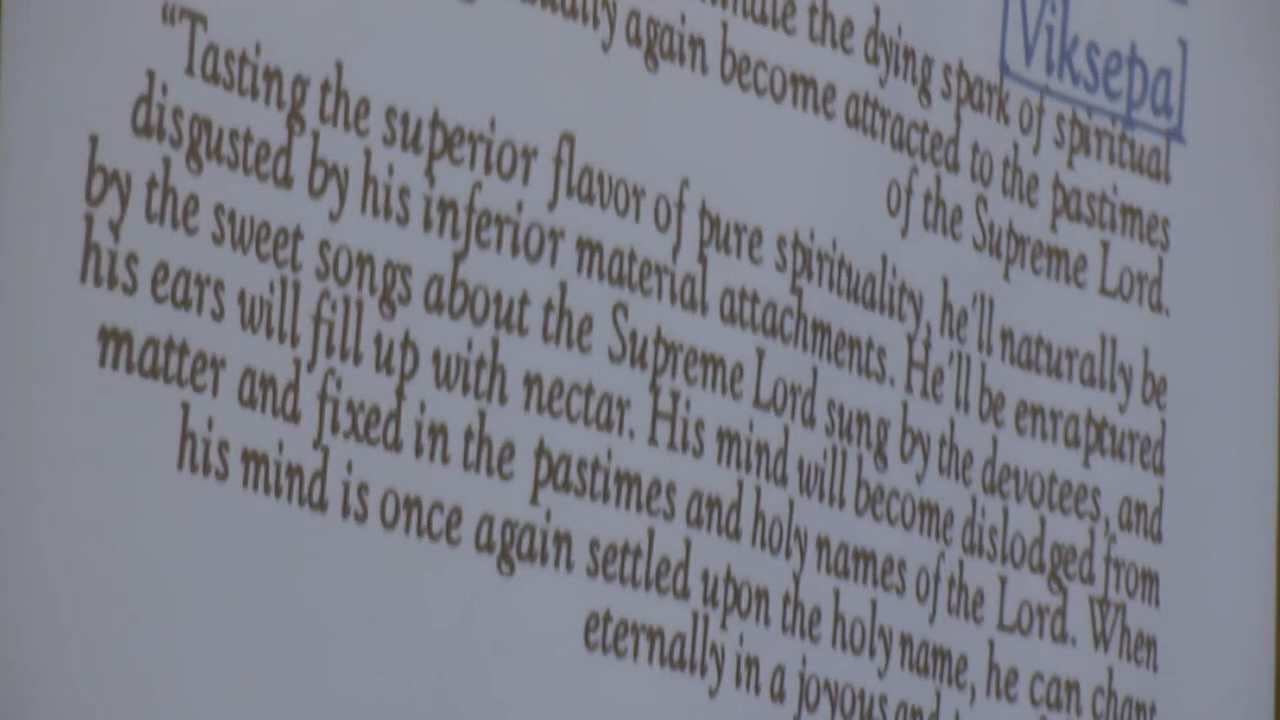 Viksepa
the dying spark of spiritual
again become attracted to the pastimes
of the Supreme Lord.
“Tasting the superior flavor of pure spirituality, he'll naturally be
disgusted by his inferior material attachments. He'll be enraptured
by the sweet songs about the Supreme Lord sung by the devotees, and
his ears will fill up with nectar. His mind will become dislodged from
matter and fixed in the pastimes and holy names of the Lord. When
his mind is once again settled upon the holy name, he can chant
eternally in a joyous and